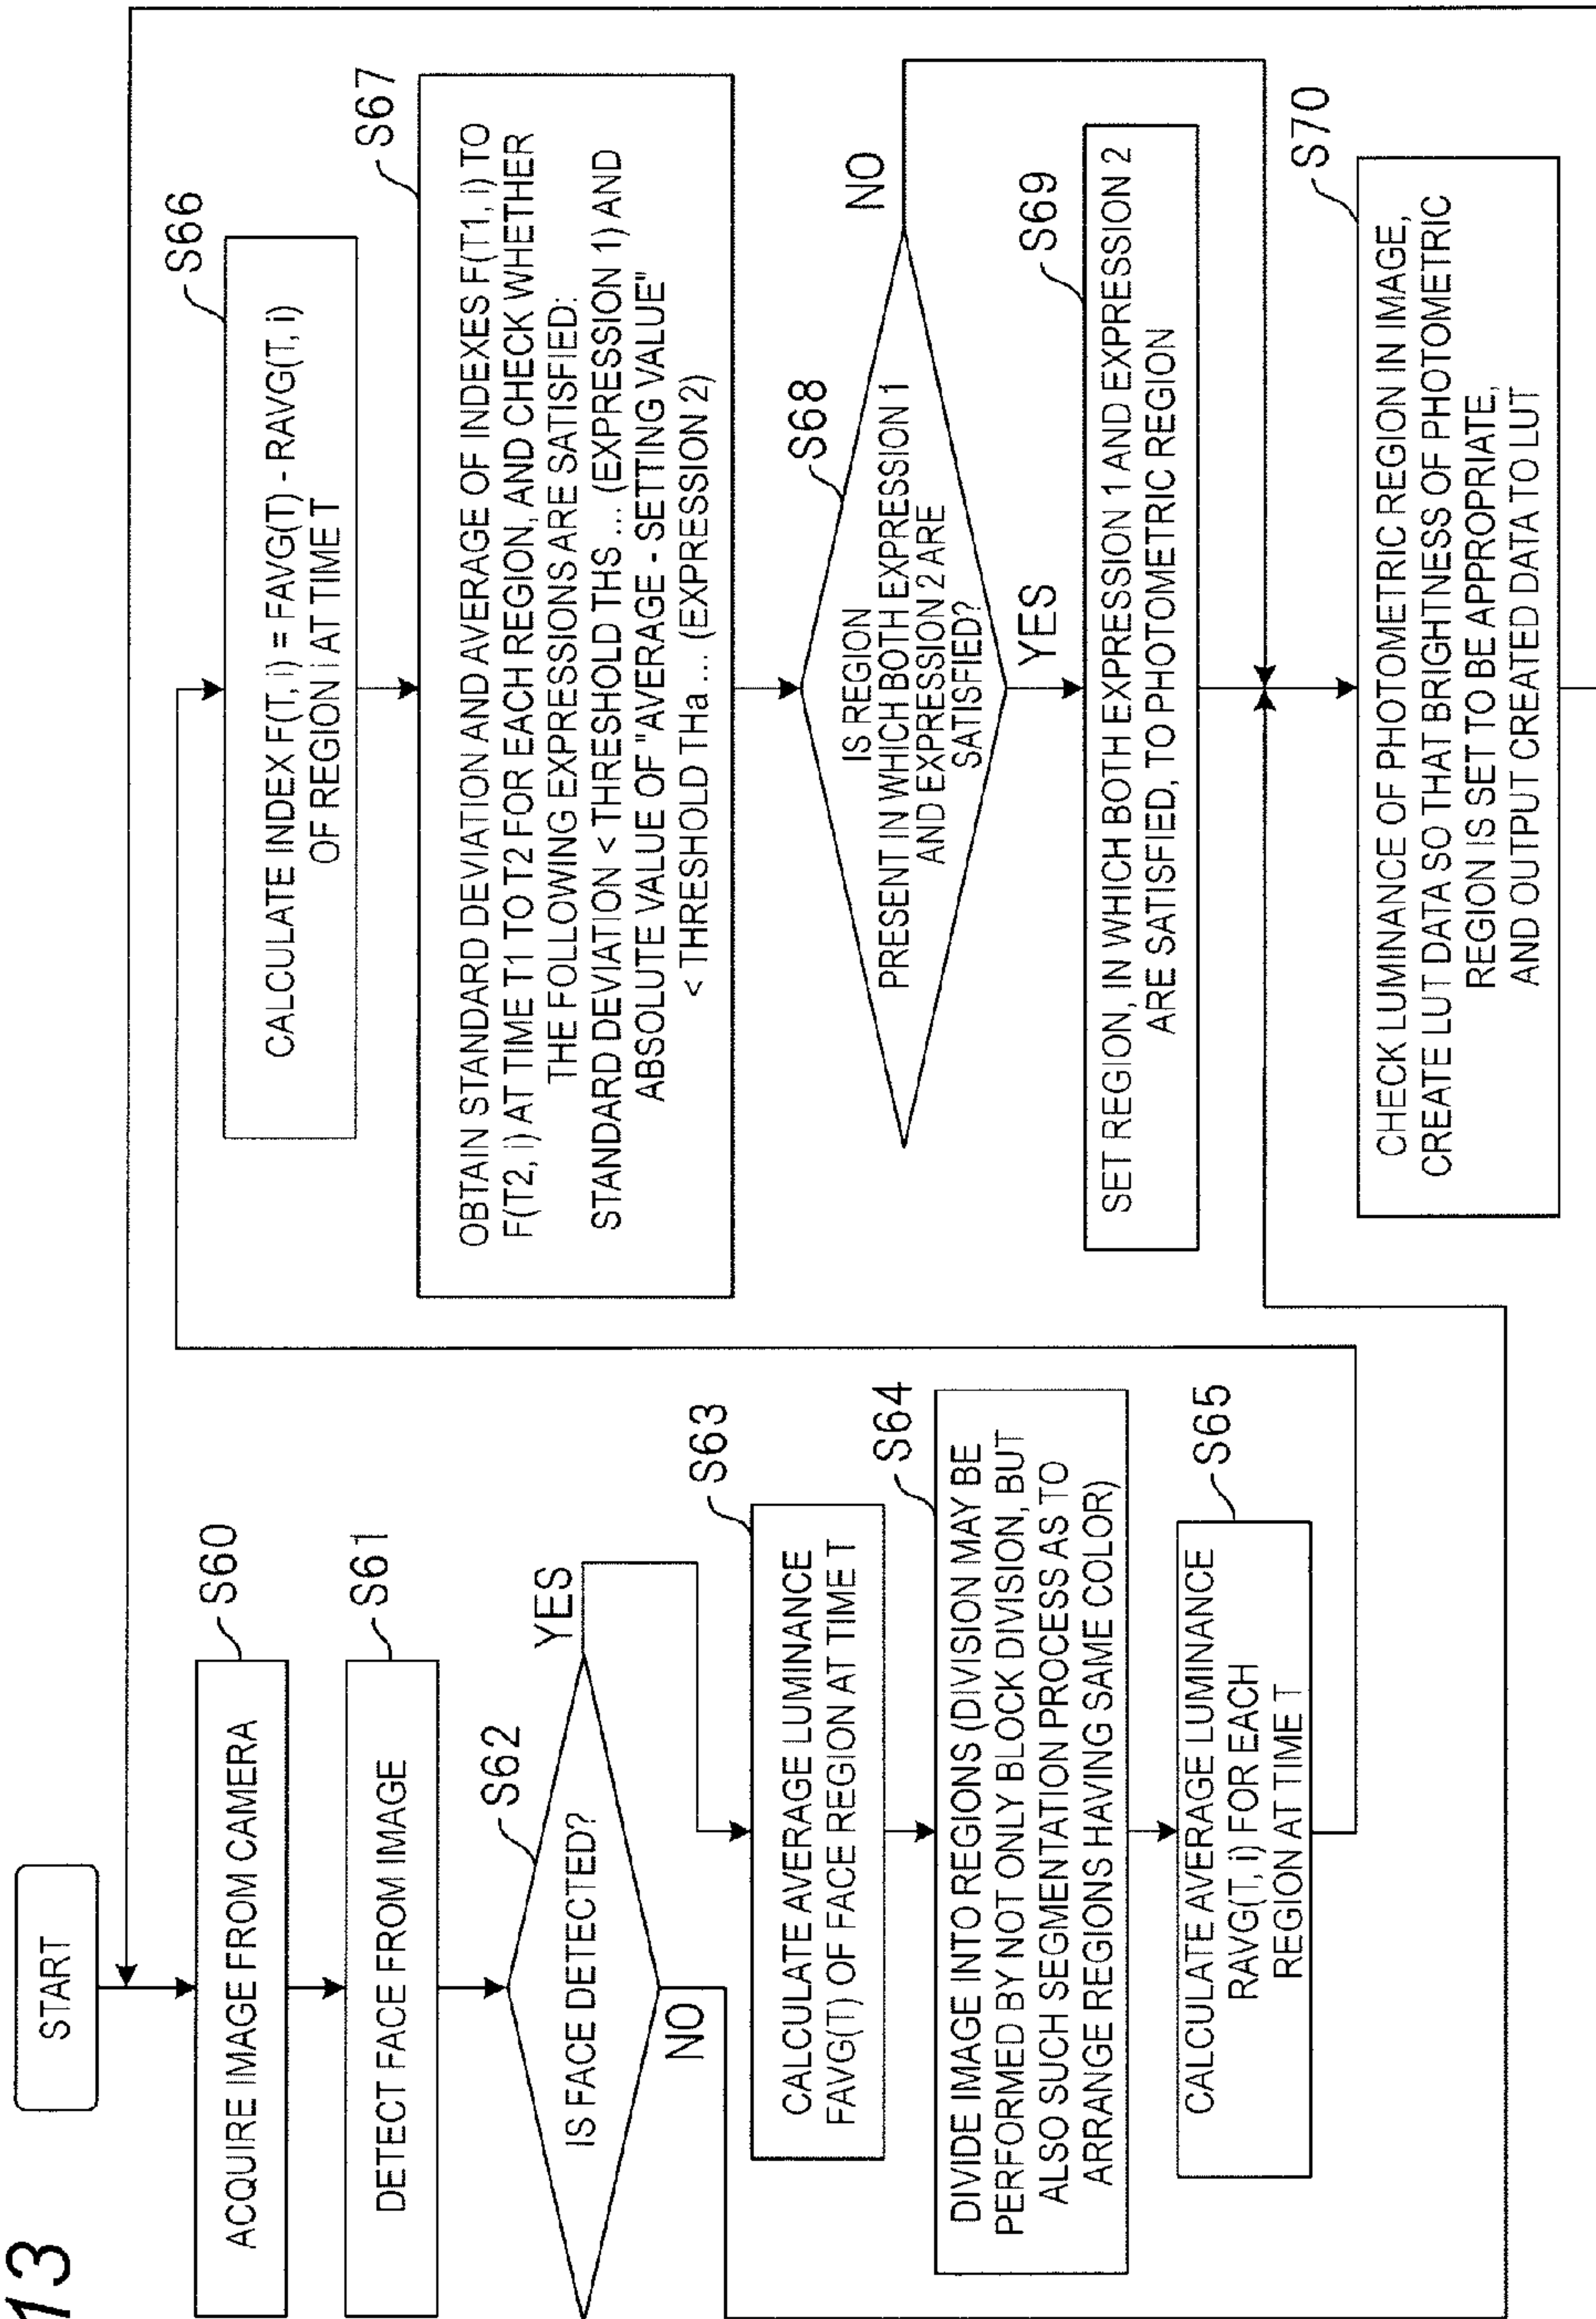 13
START
S60
ACQUIRE IMAGE FROM CAMERA
S61
DETECT FACE FROM IMAGE
S62
IS FACE DETECTED?
YES
NO
S63
CALCULATE AVERAGE LUMINANCE
FAVG(T) OF FACE REGION AT TIME T
S64
DIVIDE IMAGE INTO REGIONS (DIVISION MAY BE
PERFORMED BY NOT ONLY BLOCK DIVISION, BUT
ALSO SUCH SEGMENTATION PROCESS AS TO
ARRANGE REGIONS HAVING SAME COLOR)
S65
CALCULATE AVERAGE LUMINANCE
RAVG(T, i) FOR EACH
REGION AT TIME T
S66
CALCULATE INDEX F(T, i) = FAVG(T) - RAVG(T, i)
OF REGION i AT TIME T
S67
OBTAIN STANDARD DEVIATION AND AVERAGE OF INDEXES F(T1, i) TO
F(T2, i) AT TIME T1 TO T2 FOR EACH REGION, AND CHECK WHETHER
THE FOLLOWING EXPRESSIONS ARE SATISFIED:
STANDARD DEVIATION < THRESHOLD THS ... (EXPRESSION 1) AND
ABSOLUTE VALUE OF "AVERAGE - SETTING VALUE"
< THRESHOLD THa ... (EXPRESSION 2)
S68
IS REGION
PRESENT IN WHICH BOTH EXPRESSION 1
AND EXPRESSION 2 ARE
SATISFIED?
NO
YES
S69
SET REGION, IN WHICH BOTH EXPRESSION 1 AND EXPRESSION 2
ARE SATISFIED, TO PHOTOMETRIC REGION
S70
CHECK LUMINANCE OF PHOTOMETRIC REGION IN IMAGE,
CREATE LUT DATA SO THAT BRIGHTNESS OF PHOTOMETRIC
REGION IS SET TO BE APPROPRIATE,
AND OUTPUT CREATED DATA TO LUT